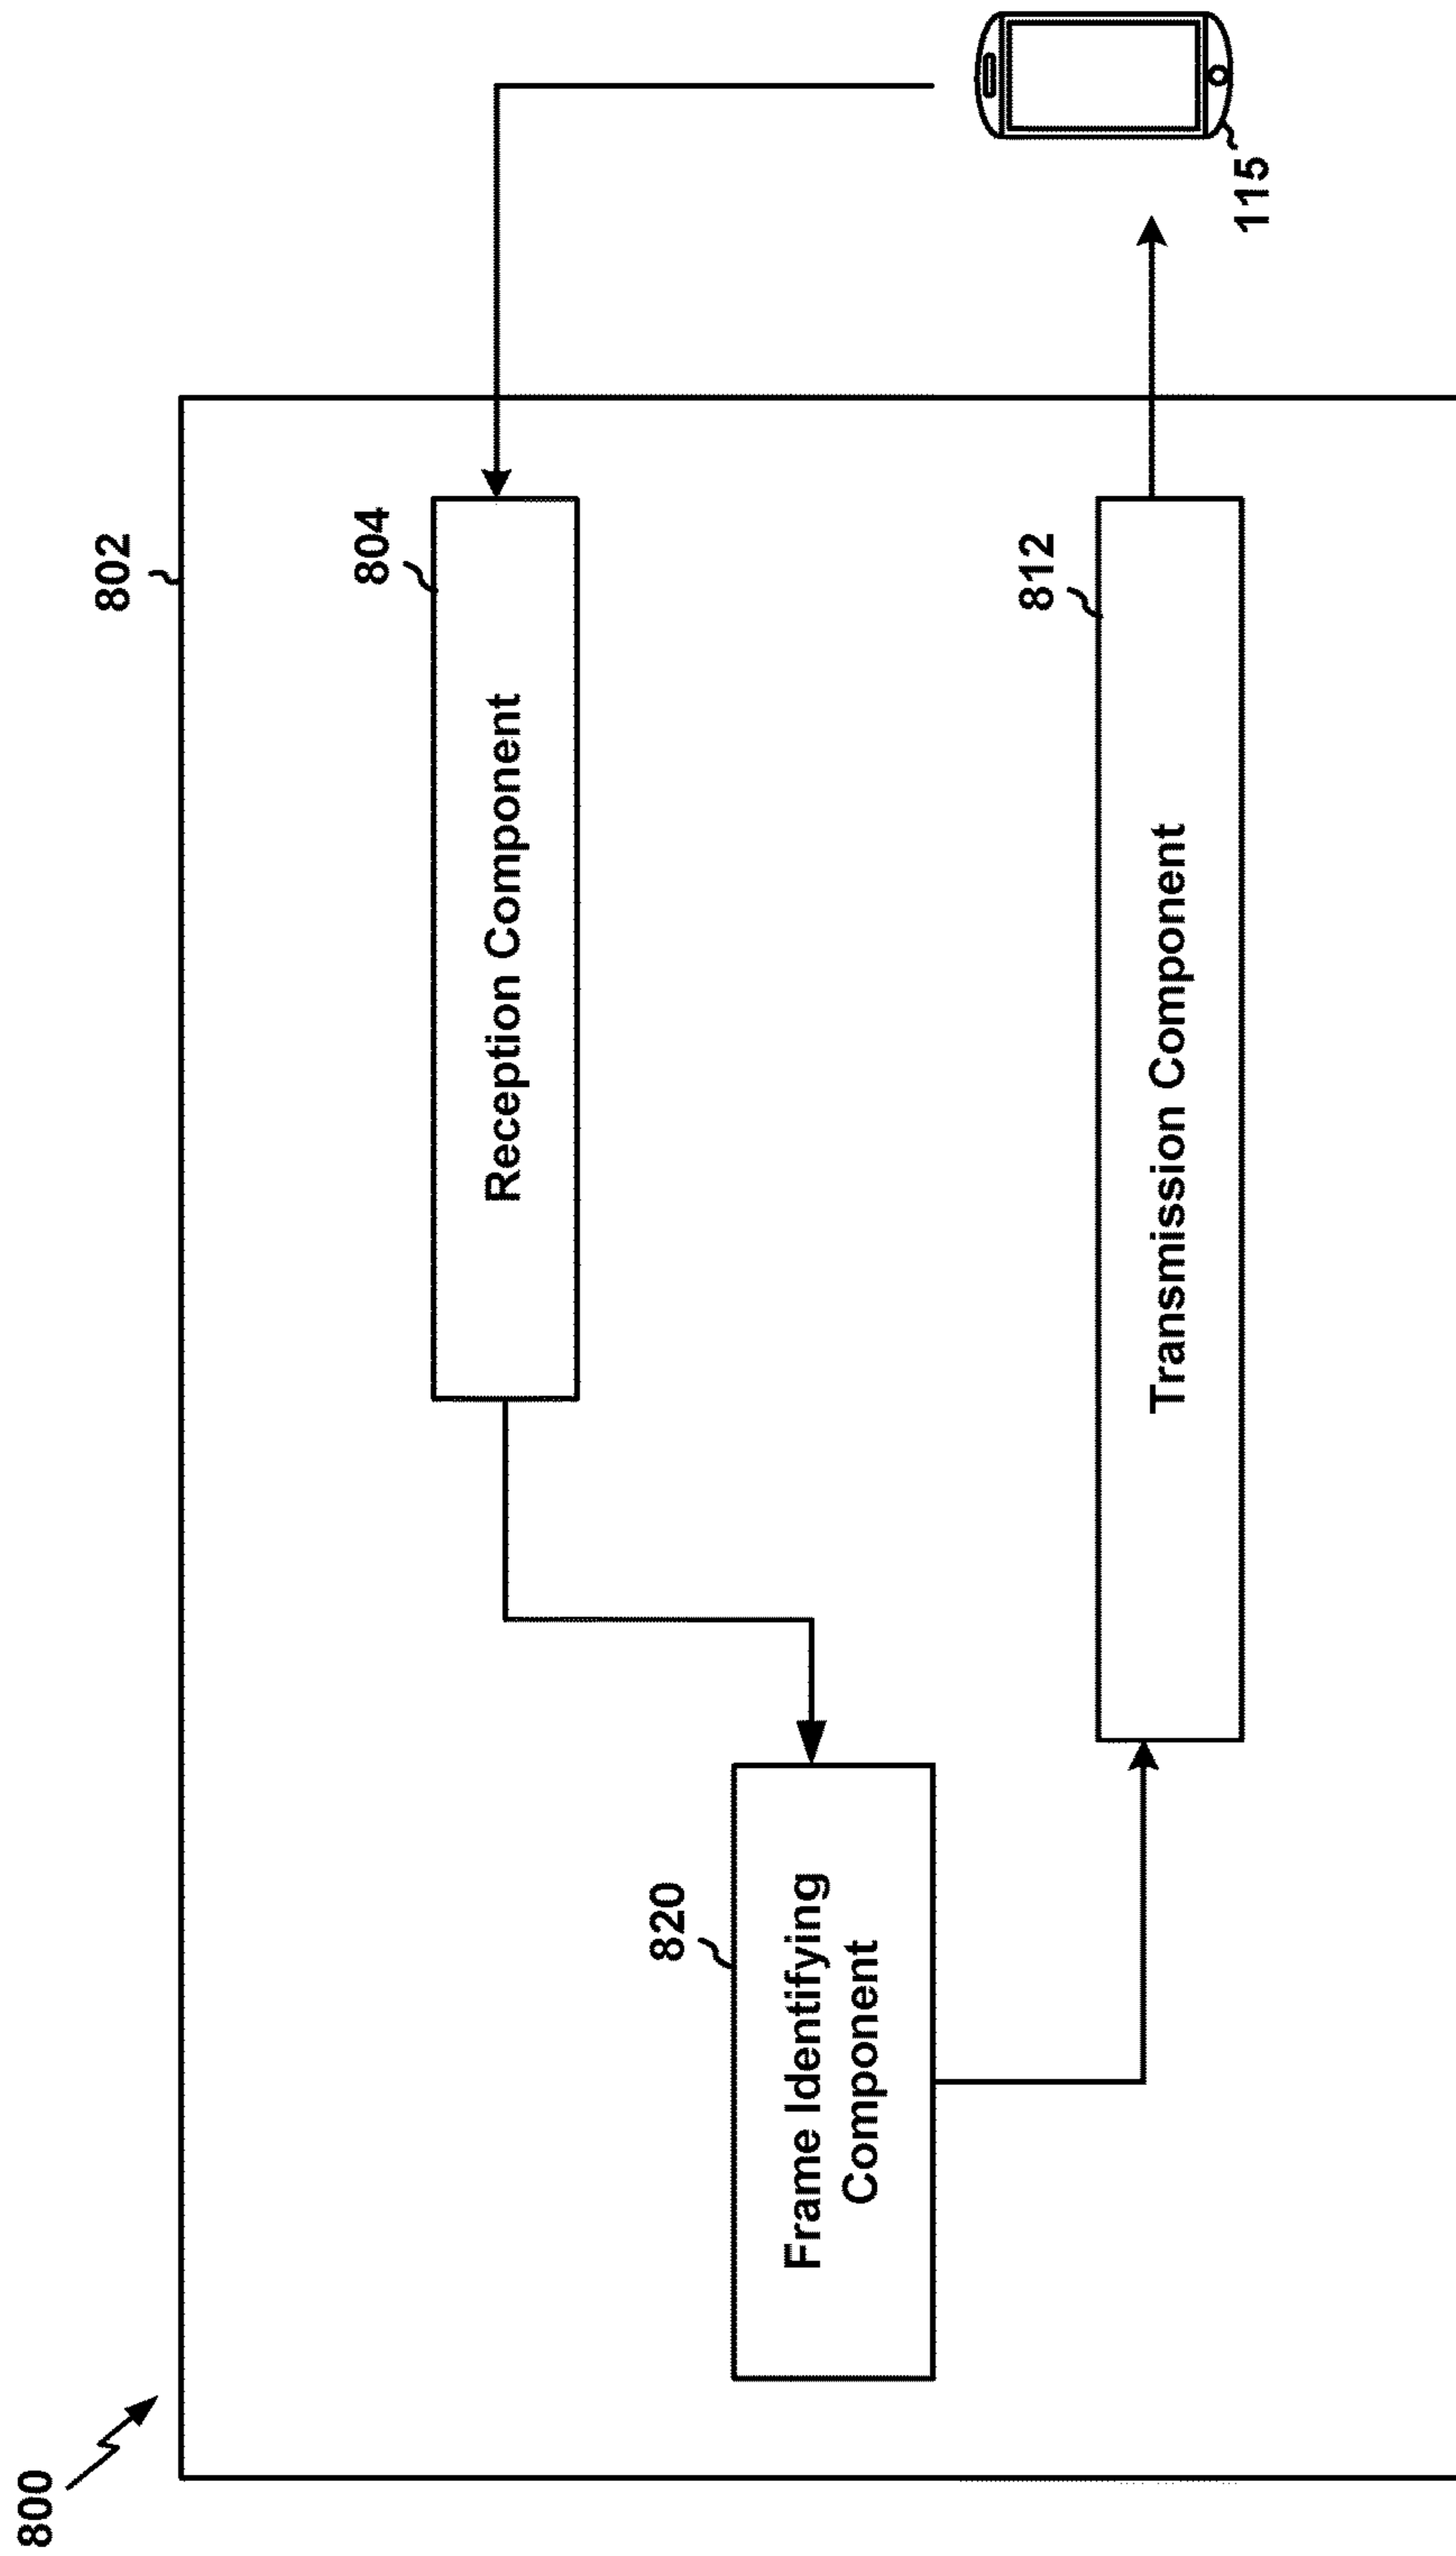 800
802
804
Reception Component
820
Frame Identifying
Component
812
Transmission Component
115